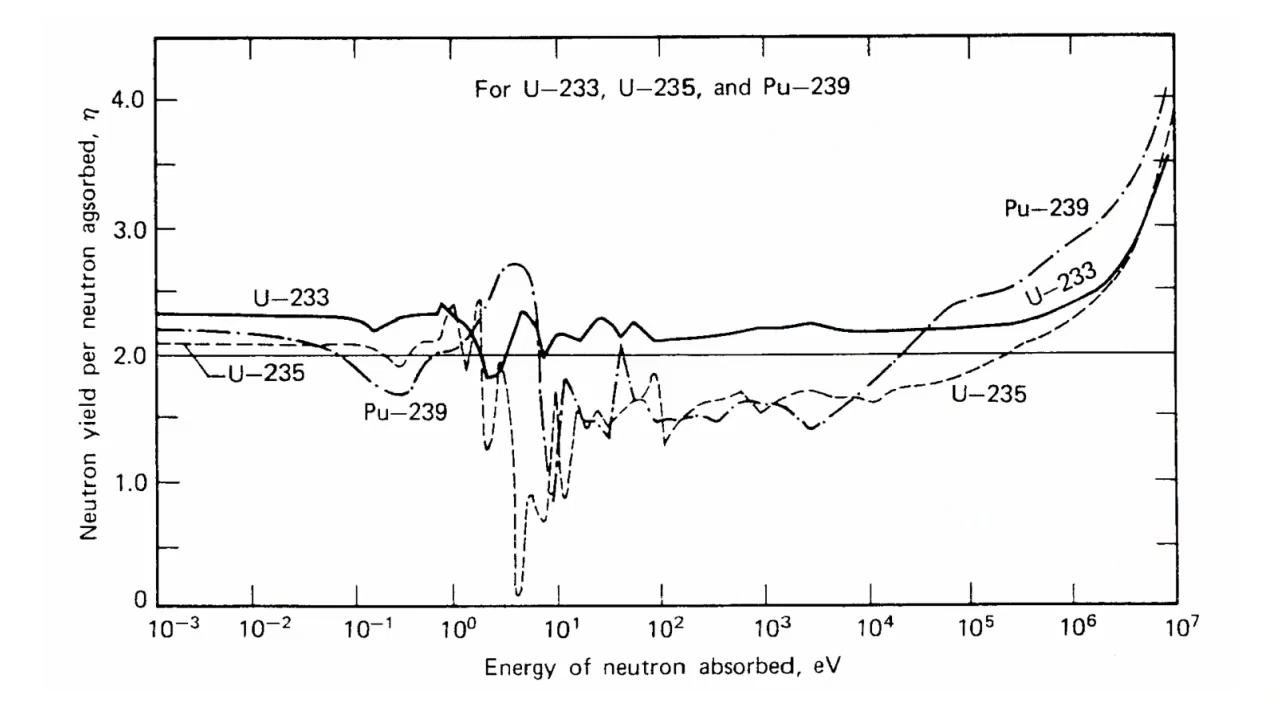 For U–233, U–235, and Pu–239
Neutron yield per neutron agsorbed, η
4.0
3.0
2.0
1.0
0
Pu–239
U–233
U–233
U–235
Pu–239
U–235
10⁻³ 10⁻² 10⁻¹ 10⁰ 10¹ 10² 10³ 10⁴ 10⁵ 10⁶ 10⁷
Energy of neutron absorbed, eV